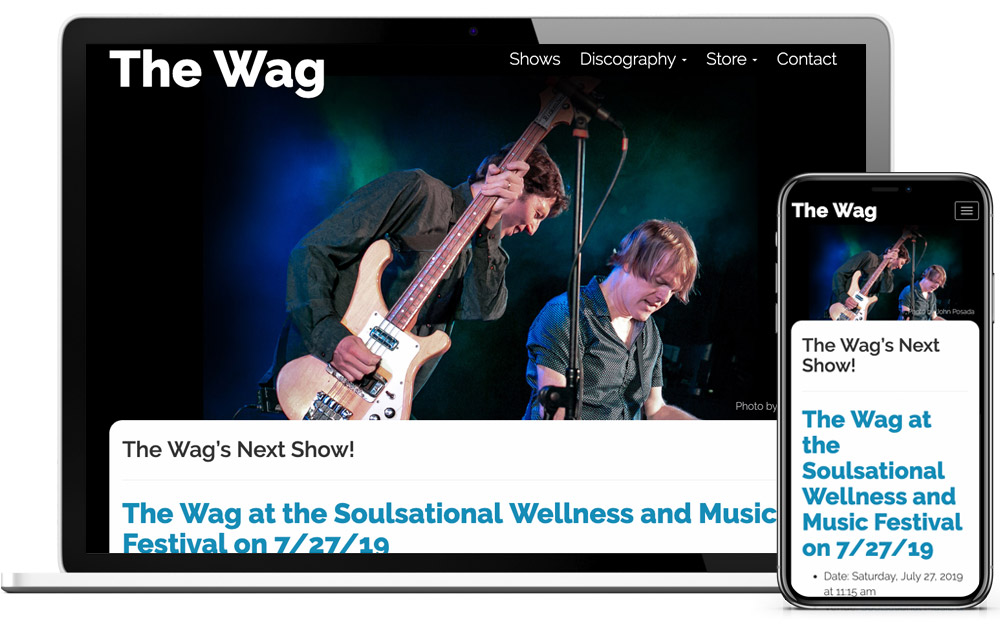 The Wag
Shows Discography Store Contact
Photo by
The Wag's Next Show!
The Wag at the Soulsational Wellness and Music
Festival on 7/27/19
The Wag
Photo by John Posada
The Wag's Next
Show!
The Wag at
the
Soulsational
Wellness and
Music Festival
on 7/27/19
• Date: Saturday, July 27, 2019
at 11:15 am